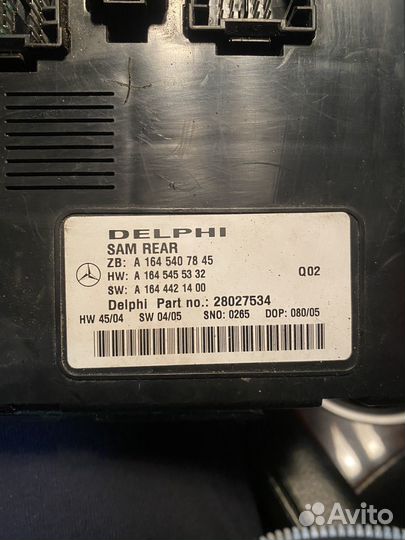 DELPHI
SAM REAR
ZB: A 164 540 78 45
HW: A 164 545 53 32 Q02
SW: A 164 442 14 00
Delphi Part no.: 28027534
HW 45/04 SW 04/05 SNO: 0265 DOP: 080/05
Avito